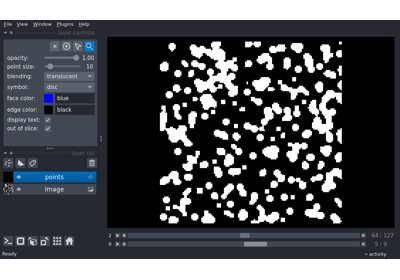 File View Window Plugins Help
layer controls
opacity: 1.00
point size: 10
blending: translucent
symbol: disc
face color: blue
edge color: black
display text:
out of slice:
layer list
points
Image
2 64 127
0 5 9
Ready activity